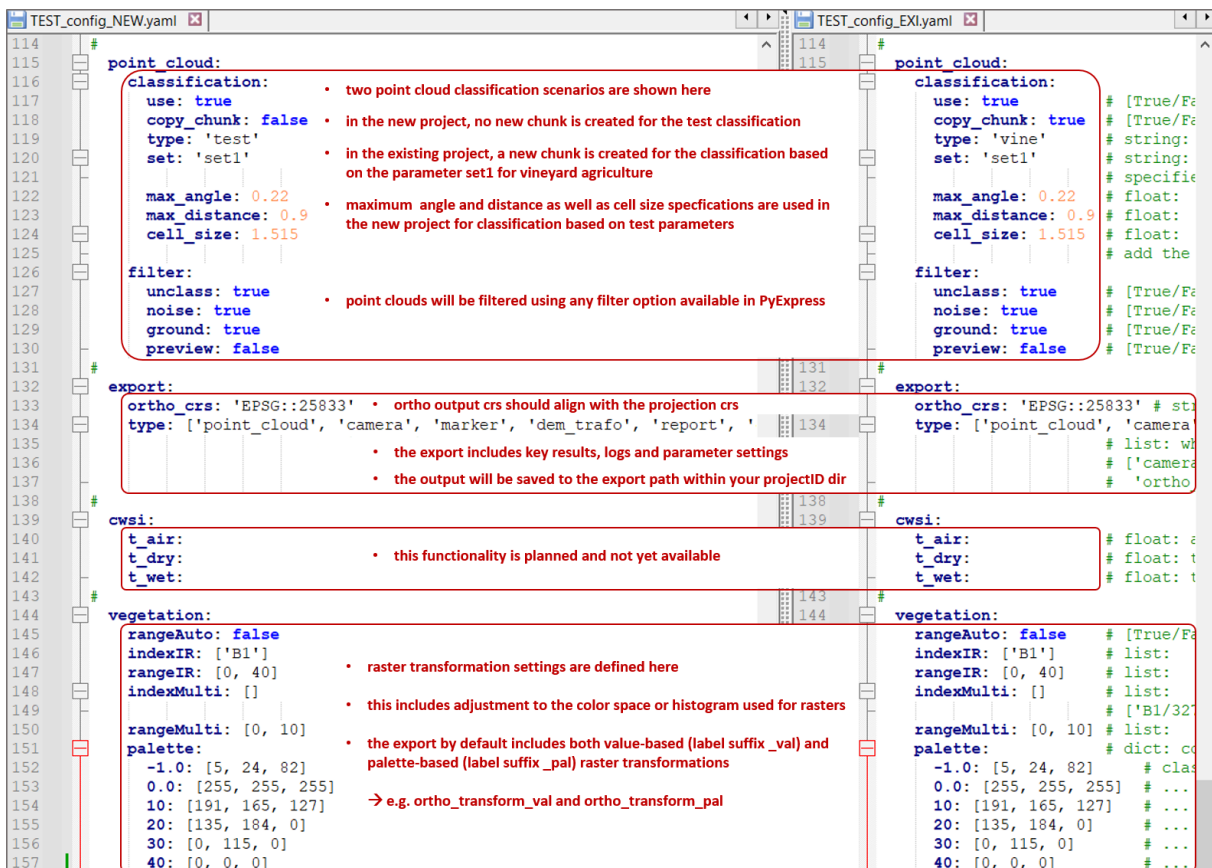 TEST_config_NEW.yaml
114 #
115 point_cloud:
116 classification:
117 use: true
118 copy_chunk: false
119 type: 'test'
120 set: 'set1'
121
122 max_angle: 0.22
123 max_distance: 0.9
124 cell_size: 1.515
125
126 filter:
127 unclass: true
128 noise: true
129 ground: true
130 preview: false
131 #
132 export:
133 ortho_crs: 'EPSG::25833'
134 type: ['point_cloud', 'camera', 'marker', 'dem_trafo', 'report', '
135
136
137
138 #
139 cwsi:
140 t_air:
141 t_dry:
142 t_wet:
143 #
144 vegetation:
145 rangeAuto: false
146 indexIR: ['B1']
147 rangeIR: [0, 40]
148 indexMulti: []
149
150 rangeMulti: [0, 10]
151 palette:
152 -1.0: [5, 24, 82]
153 0.0: [255, 255, 255]
154 10: [191, 165, 127]
155 20: [135, 184, 0]
156 30: [0, 115, 0]
157 40: [0, 0, 0]
• two point cloud classification scenarios are shown here
• in the new project, no new chunk is created for the test classification
• in the existing project, a new chunk is created for the classification based
on the parameter set1 for vineyard agriculture
• maximum angle and distance as well as cell size specfications are used in
the new project for classification based on test parameters
• point clouds will be filtered using any filter option available in PyExpress
• ortho output crs should align with the projection crs
• the export includes key results, logs and parameter settings
• the output will be saved to the export path within your projectID dir
• this functionality is planned and not yet available
• raster transformation settings are defined here
• this includes adjustment to the color space or histogram used for rasters
• the export by default includes both value-based (label suffix _val) and
palette-based (label suffix _pal) raster transformations
→ e.g. ortho_transform_val and ortho_transform_pal
TEST_config_EXI.yaml
114 #
115 point_cloud:
classification:
use: true # [True/Fa
copy_chunk: true # [True/Fa
type: 'vine' # string:
set: 'set1' # string:
# specifie
max_angle: 0.22 # float:
max_distance: 0.9 # float:
cell_size: 1.515 # float:
# add the
filter:
unclass: true # [True/Fa
noise: true # [True/Fa
ground: true # [True/Fa
preview: false # [True/Fa
131 #
132 export:
ortho_crs: 'EPSG::25833' # str
134 type: ['point_cloud', 'camera
# list: wh
# ['camera
# 'ortho
138 #
139 cwsi:
t_air: # float: a
t_dry: # float: t
t_wet: # float: t
143 #
144 vegetation:
rangeAuto: false # [True/Fa
indexIR: ['B1'] # list:
rangeIR: [0, 40] # list:
indexMulti: [] # list:
# ['B1/327
rangeMulti: [0, 10] # list:
palette: # dict: co
-1.0: [5, 24, 82] # clas
0.0: [255, 255, 255] # ...
10: [191, 165, 127] # ...
20: [135, 184, 0] # ...
30: [0, 115, 0] # ...
40: [0, 0, 0] # ...